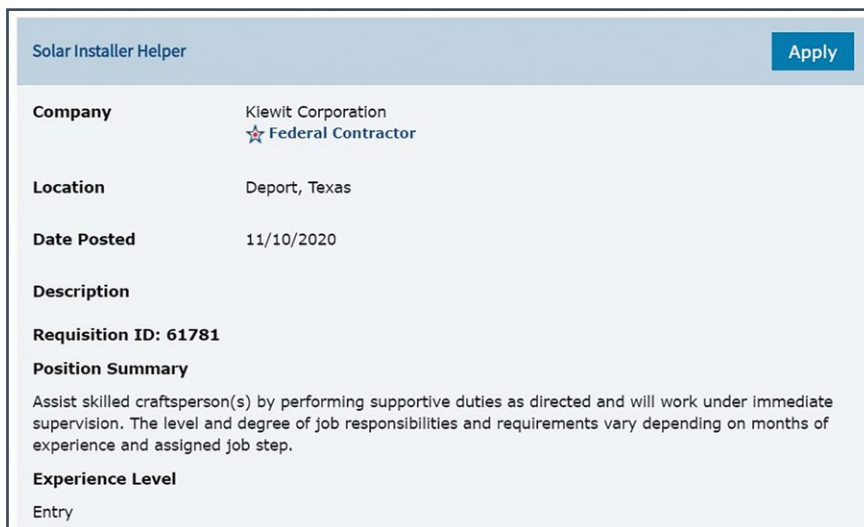 Solar Installer Helper
Apply
Company
Kiewit Corporation
Federal Contractor
Location
Deport, Texas
Date Posted
11/10/2020
Description
Requisition ID: 61781
Position Summary
Assist skilled craftsperson(s) by performing supportive duties as directed and will work under immediate
supervision. The level and degree of job responsibilities and requirements vary depending on months of
experience and assigned job step.
Experience Level
Entry